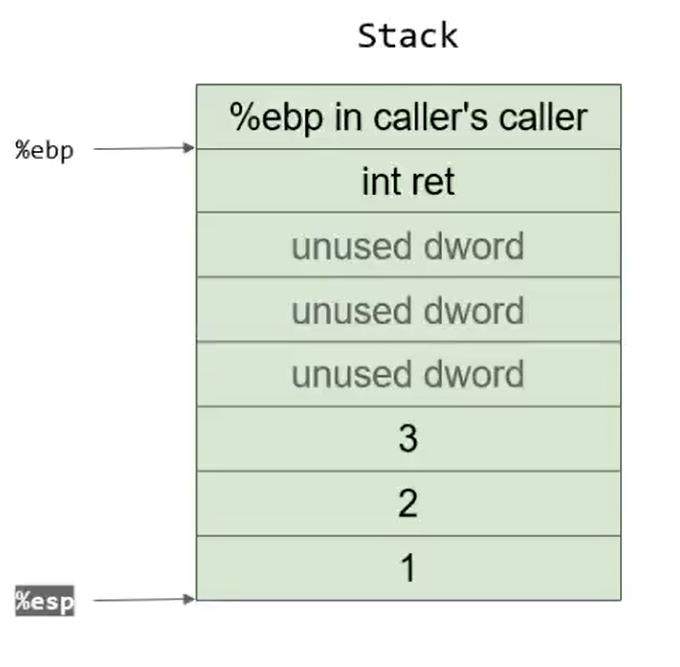 Stack
%ebp in caller's caller
%ebp
int ret
unused dword
unused dword
unused dword
3
2
1
%esp